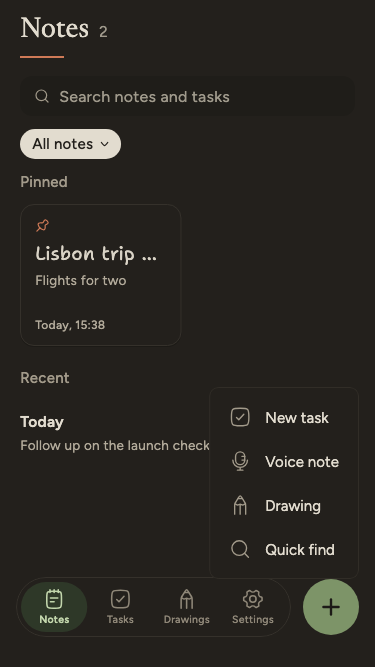 Notes 2
Search notes and tasks
All notes
Pinned
Lisbon trip ...
Flights for two
Today, 15:38
Recent
Today
Follow up on the launch check
New task
Voice note
Drawing
Quick find
Notes Tasks Drawings Settings